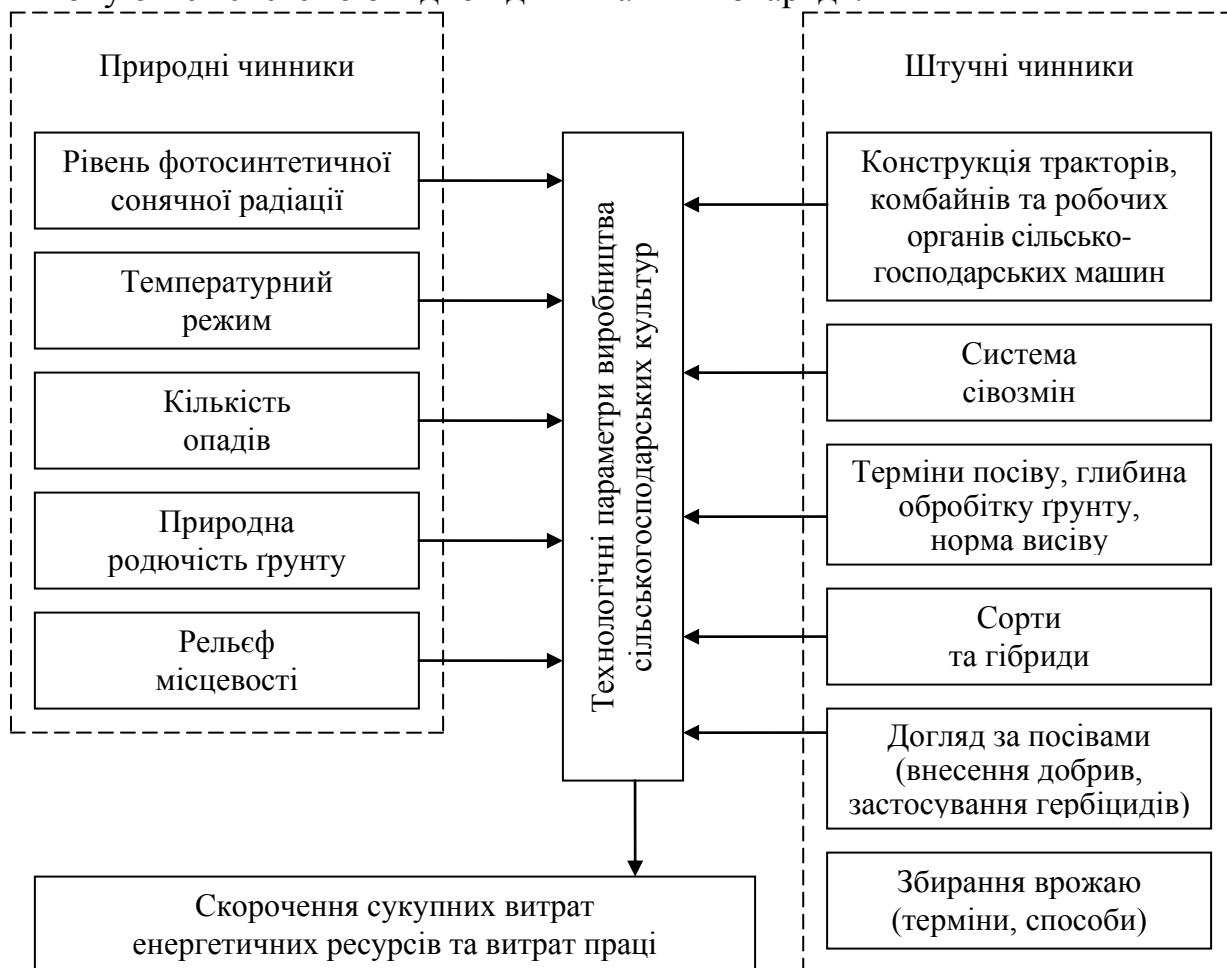 Природні чинники
Рівень фотосинтетичної
сонячної радіації
Температурний
режим
Кількість
опадів
Природна
родючість ґрунту
Рельєф
місцевості
Технологічні параметри виробництва
сільськогосподарських культур
Штучні чинники
Конструкція тракторів,
комбайнів та робочих
органів сільсько-
господарських машин
Система
сівозмін
Терміни посіву, глибина
обробітку ґрунту,
норма висіву
Сорти
та гібриди
Догляд за посівами
(внесення добрив,
застосування гербіцидів)
Збирання врожаю
(терміни, способи)
Скорочення сукупних витрат
енергетичних ресурсів та витрат праці